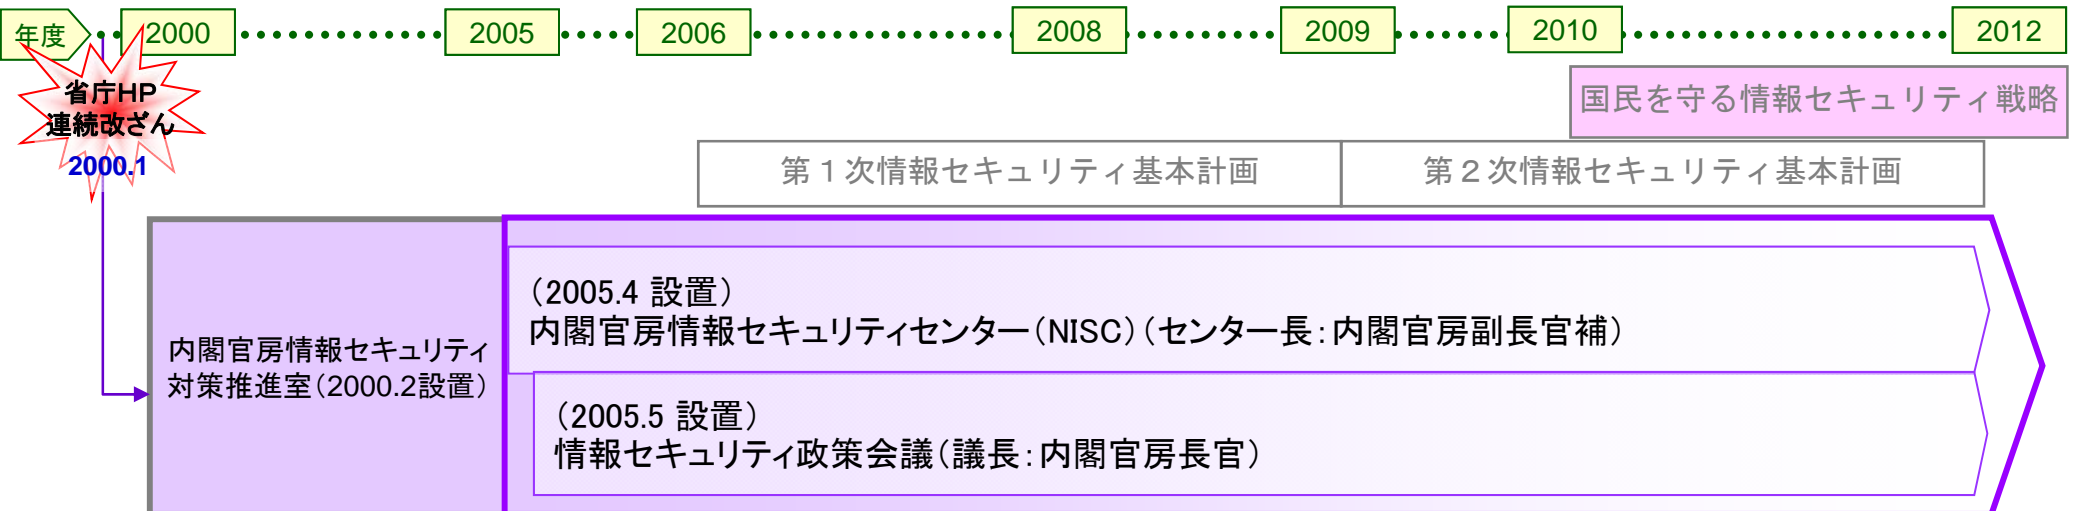 年度 2000 2005 2006 2008 2009 2010 2012
省庁HP
連続改ざん
2000.1
国民を守る情報セキュリティ戦略
第1次情報セキュリティ基本計画 第2次情報セキュリティ基本計画
内閣官房情報セキュリティ
対策推進室(2000.2設置)
(2005.4 設置)
内閣官房情報セキュリティセンター(NISC)(センター長:内閣官房副長官補)
(2005.5 設置)
情報セキュリティ政策会議(議長:内閣官房長官)